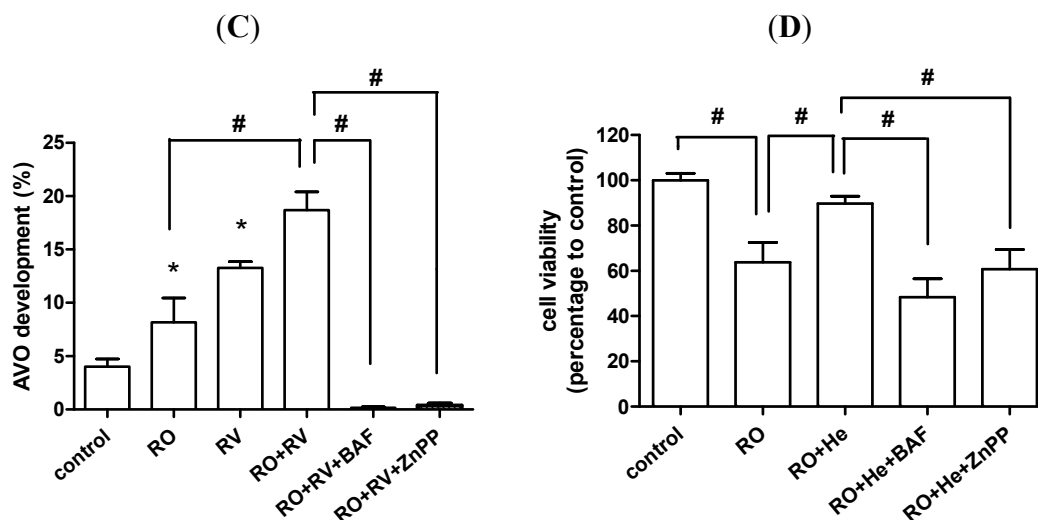 (C)
AVO development (%)
25
20
15
10
5
0
*
*
#
#
#
control
RO
RV
RO+RV
RO+RV+BAF
RO+RV+ZnPP
(D)
cell viability
(percentage to control)
120
100
80
60
40
20
0
#
#
#
#
control
RO
RO+He
RO+He+BAF
RO+He+ZnPP